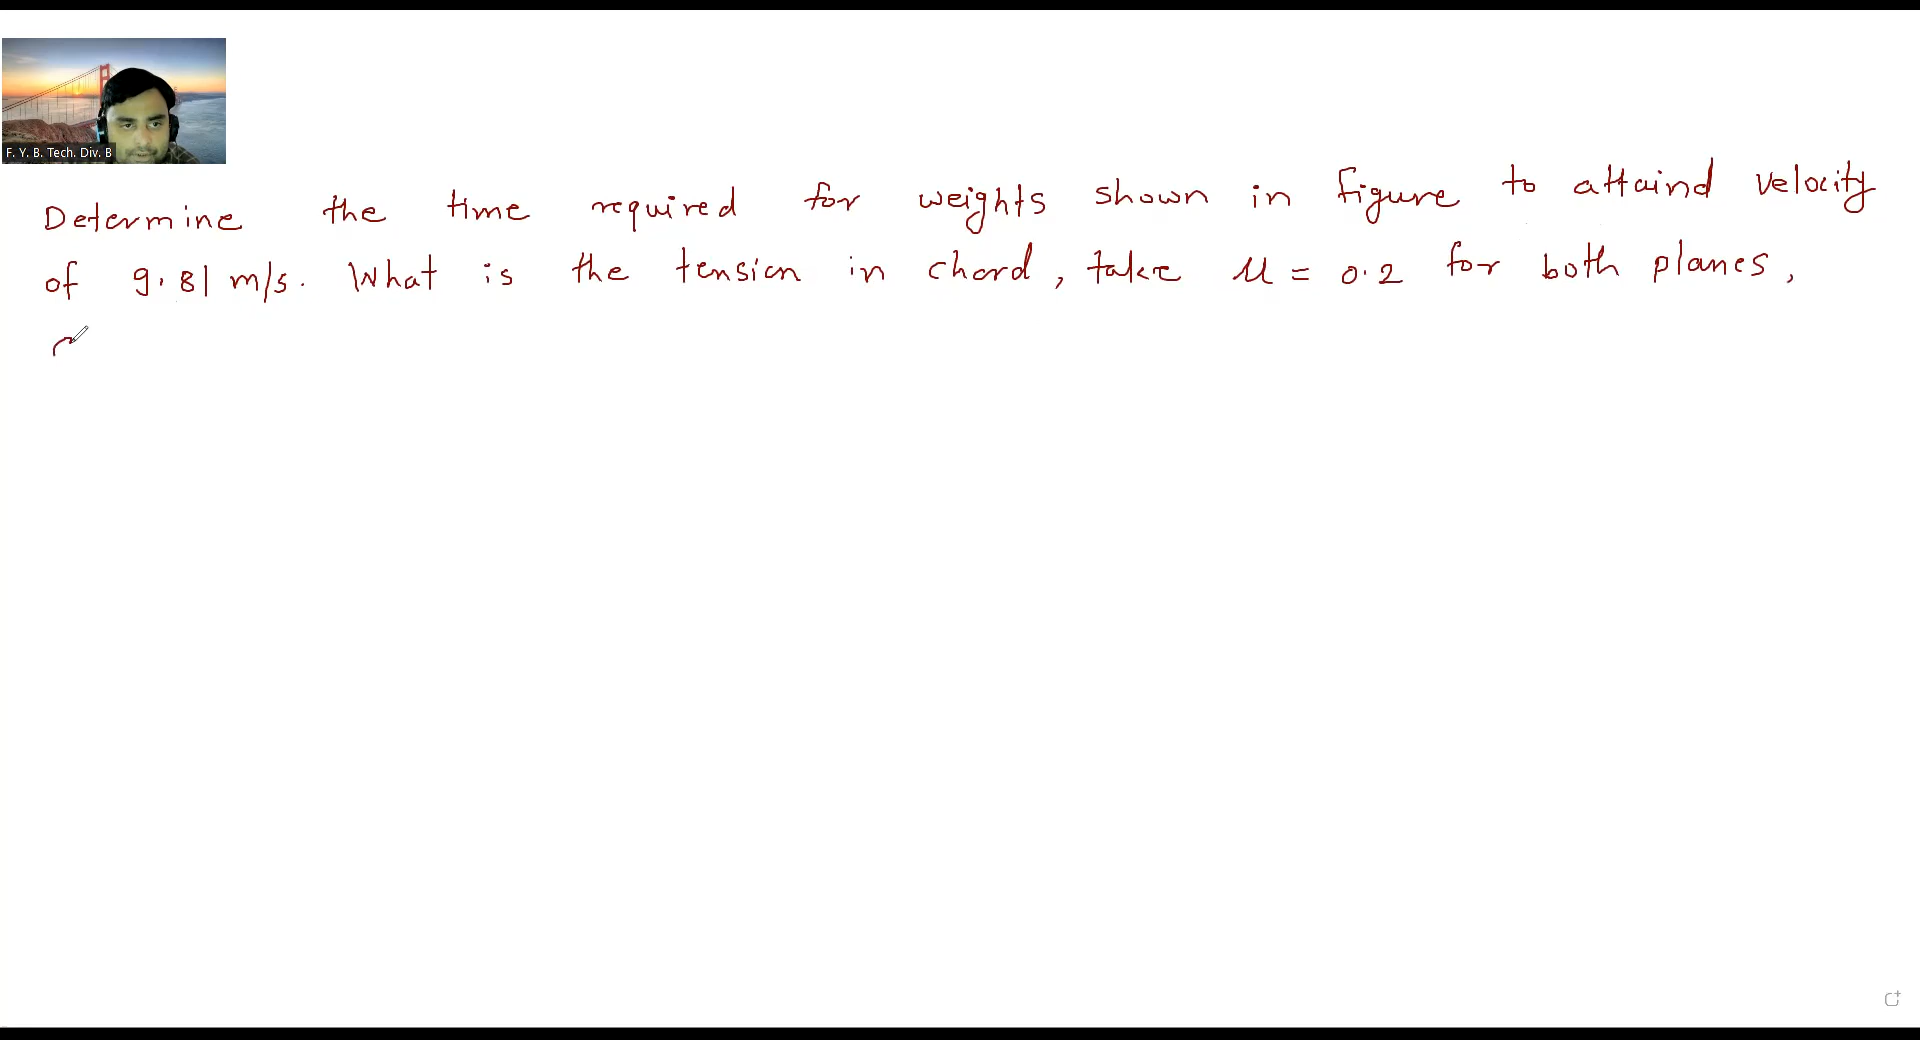 F. Y. B. Tech. Div. B
Determine the time required for weights shown in figure to attaind velocity
of 9.81 m/s. What is the tension in chord, take μ = 0.2 for both planes,